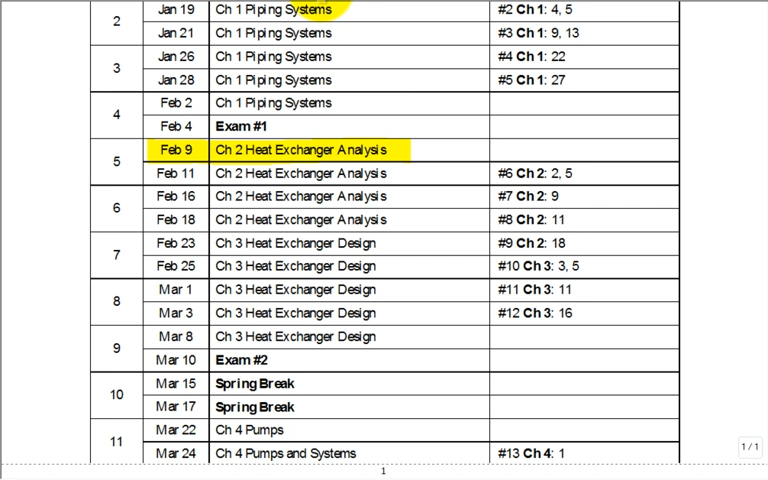 2 Jan 19 Ch 1 Piping Systems #2 Ch 1: 4, 5
Jan 21 Ch 1 Piping Systems #3 Ch 1: 9, 13
3 Jan 26 Ch 1 Piping Systems #4 Ch 1: 22
Jan 28 Ch 1 Piping Systems #5 Ch 1: 27
4 Feb 2 Ch 1 Piping Systems
Feb 4 Exam #1
5 Feb 9 Ch 2 Heat Exchanger Analysis
Feb 11 Ch 2 Heat Exchanger Analysis #6 Ch 2: 2, 5
6 Feb 16 Ch 2 Heat Exchanger Analysis #7 Ch 2: 9
Feb 18 Ch 2 Heat Exchanger Analysis #8 Ch 2: 11
7 Feb 23 Ch 3 Heat Exchanger Design #9 Ch 2: 18
Feb 25 Ch 3 Heat Exchanger Design #10 Ch 3: 3, 5
8 Mar 1 Ch 3 Heat Exchanger Design #11 Ch 3: 11
Mar 3 Ch 3 Heat Exchanger Design #12 Ch 3: 16
9 Mar 8 Ch 3 Heat Exchanger Design
Mar 10 Exam #2
10 Mar 15 Spring Break
Mar 17 Spring Break
11 Mar 22 Ch 4 Pumps
Mar 24 Ch 4 Pumps and Systems #13 Ch 4: 1
1 / 1
1